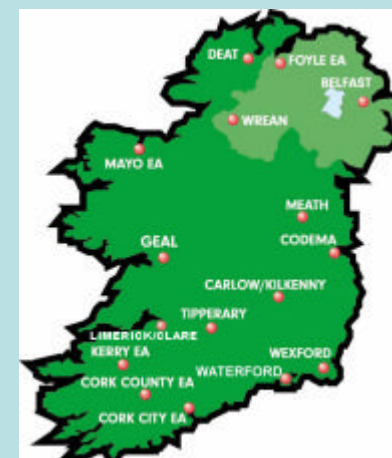 DEAT
FOYLE EA
BELFAST
WREAN
MAYO EA
MEATH
GEAL
CODEMA
CARLOW/KILKENNY
LIMERICK/CLARE
TIPPERARY
KERRY EA
WEXFORD
WATERFORD
CORK COUNTY EA
CORK CITY EA